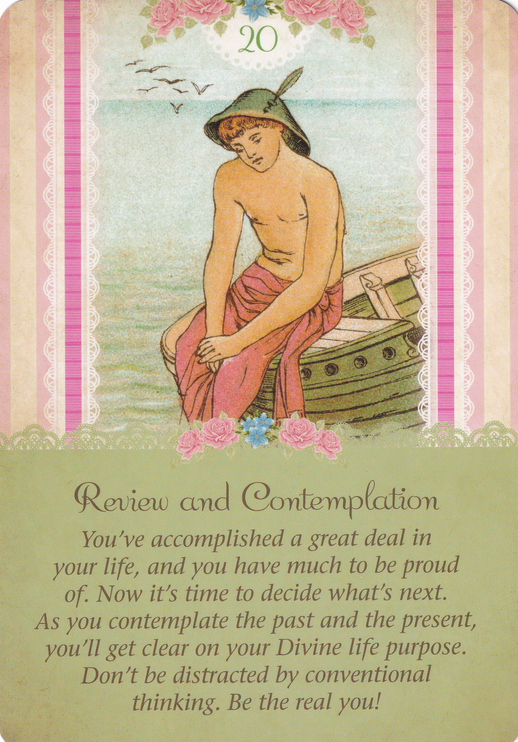 20
Review and Contemplation
You've accomplished a great deal in
your life, and you have much to be proud
of. Now it's time to decide what's next.
As you contemplate the past and the present,
you'll get clear on your Divine life purpose.
Don't be distracted by conventional
thinking. Be the real you!